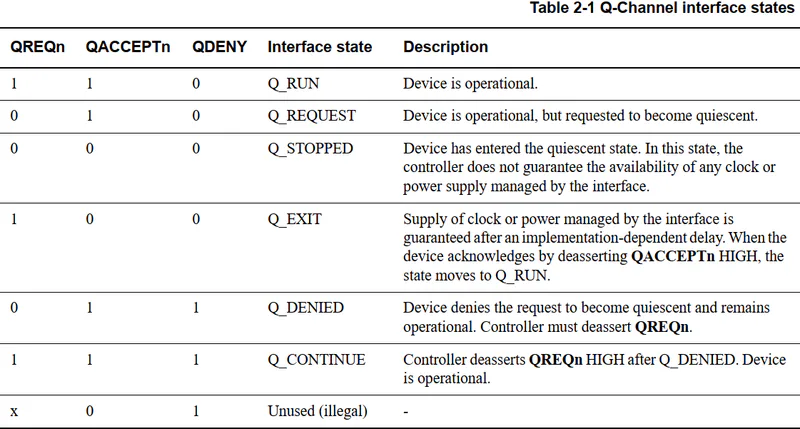 Table 2-1 Q-Channel interface states
QREQn QACCEPTn QDENY Interface state Description
1 1 0 Q_RUN Device is operational.
0 1 0 Q_REQUEST Device is operational, but requested to become quiescent.
0 0 0 Q_STOPPED Device has entered the quiescent state. In this state, the
controller does not guarantee the availability of any clock or
power supply managed by the interface.
1 0 0 Q_EXIT Supply of clock or power managed by the interface is
guaranteed after an implementation-dependent delay. When the
device acknowledges by deasserting QACCEPTn HIGH, the
state moves to Q_RUN.
0 1 1 Q_DENIED Device denies the request to become quiescent and remains
operational. Controller must deassert QREQn.
1 1 1 Q_CONTINUE Controller deasserts QREQn HIGH after Q_DENIED. Device
is operational.
x 0 1 Unused (illegal) -